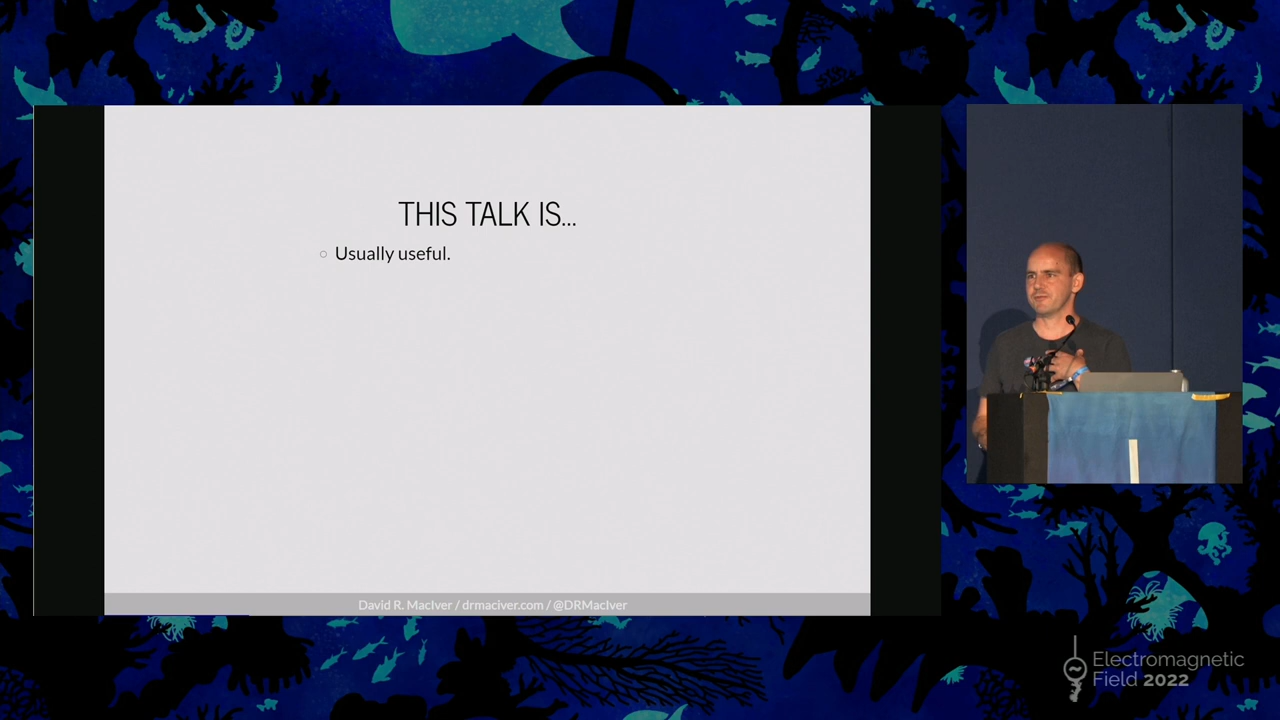 THIS TALK IS...
Usually useful.
David R. MacIver / drmaciver.com / @DRMacIver
Electromagnetic
Field 2022